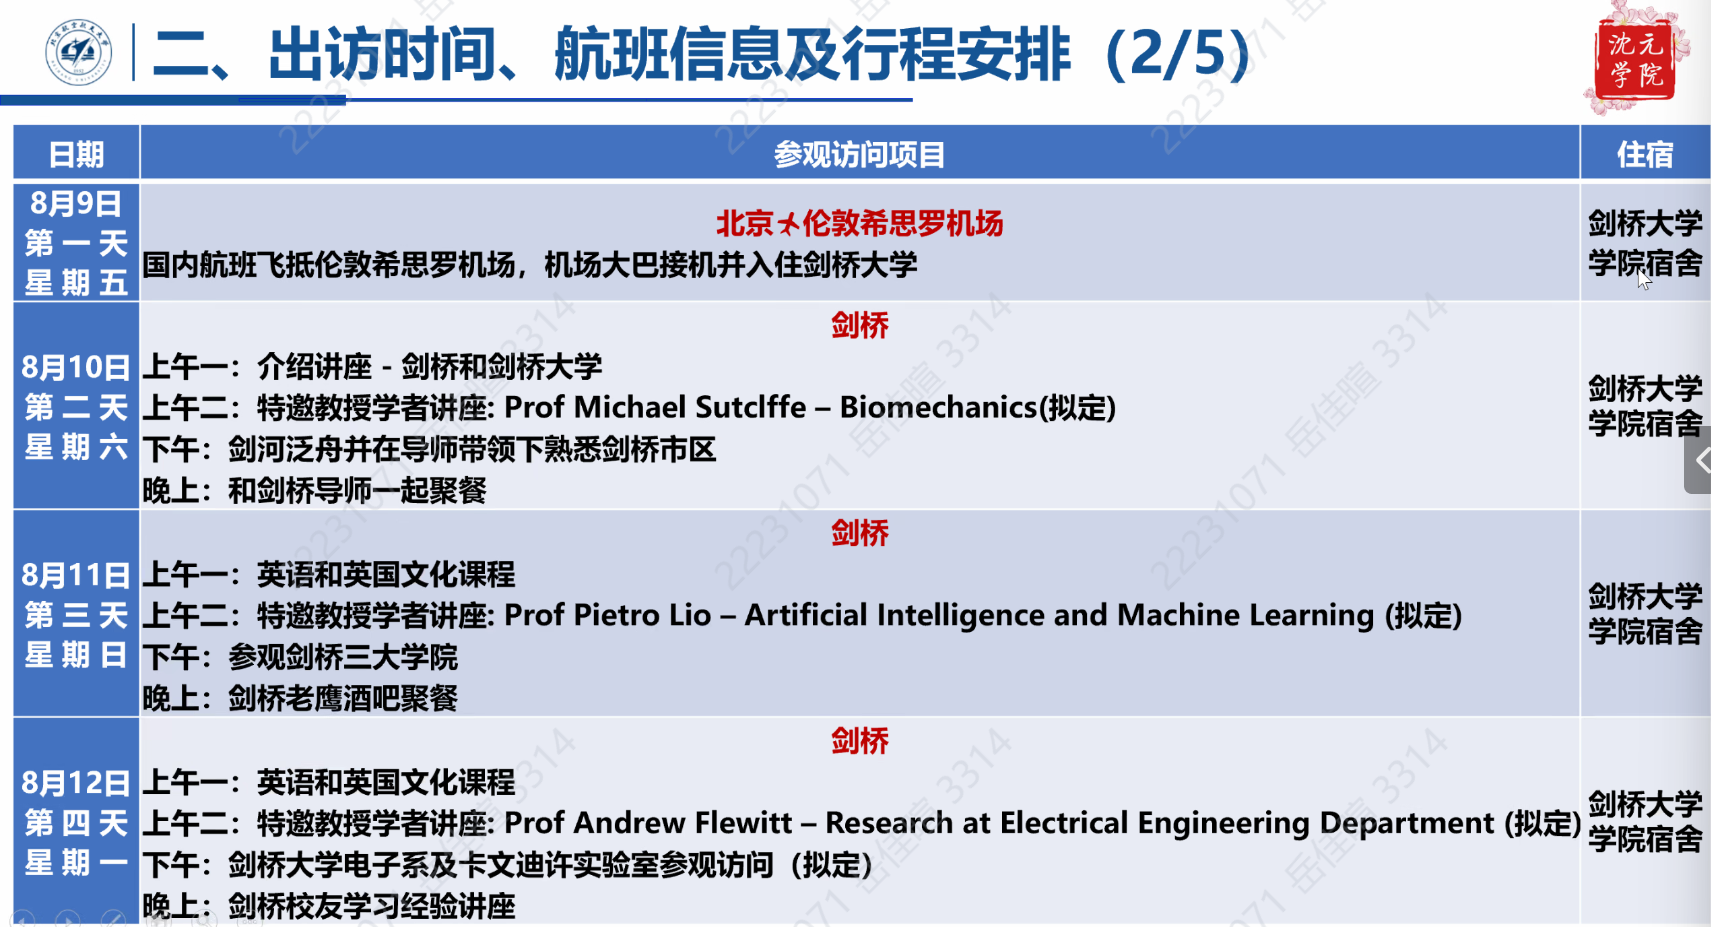 二、出访时间、航班信息及行程安排（2/5）
沈元
学院
日期
参观访问项目
住宿
8月9日
第一天
星期五
北京✈伦敦希思罗机场
国内航班飞抵伦敦希思罗机场，机场大巴接机并入住剑桥大学
剑桥大学
学院宿舍
8月10日
第二天
星期六
剑桥
上午一：介绍讲座 - 剑桥和剑桥大学
上午二：特邀教授学者讲座: Prof Michael Sutclffe – Biomechanics(拟定)
下午：剑河泛舟并在导师带领下熟悉剑桥市区
晚上：和剑桥导师一起聚餐
剑桥大学
学院宿舍
8月11日
第三天
星期日
剑桥
上午一：英语和英国文化课程
上午二：特邀教授学者讲座: Prof Pietro Lio – Artificial Intelligence and Machine Learning (拟定)
下午：参观剑桥三大学院
晚上：剑桥老鹰酒吧聚餐
剑桥大学
学院宿舍
8月12日
第四天
星期一
剑桥
上午一：英语和英国文化课程
上午二：特邀教授学者讲座: Prof Andrew Flewitt – Research at Electrical Engineering Department (拟定)
下午：剑桥大学电子系及卡文迪许实验室参观访问（拟定）
晚上：剑桥校友学习经验讲座
剑桥大学
学院宿舍
22231071 岳佳暄 3314